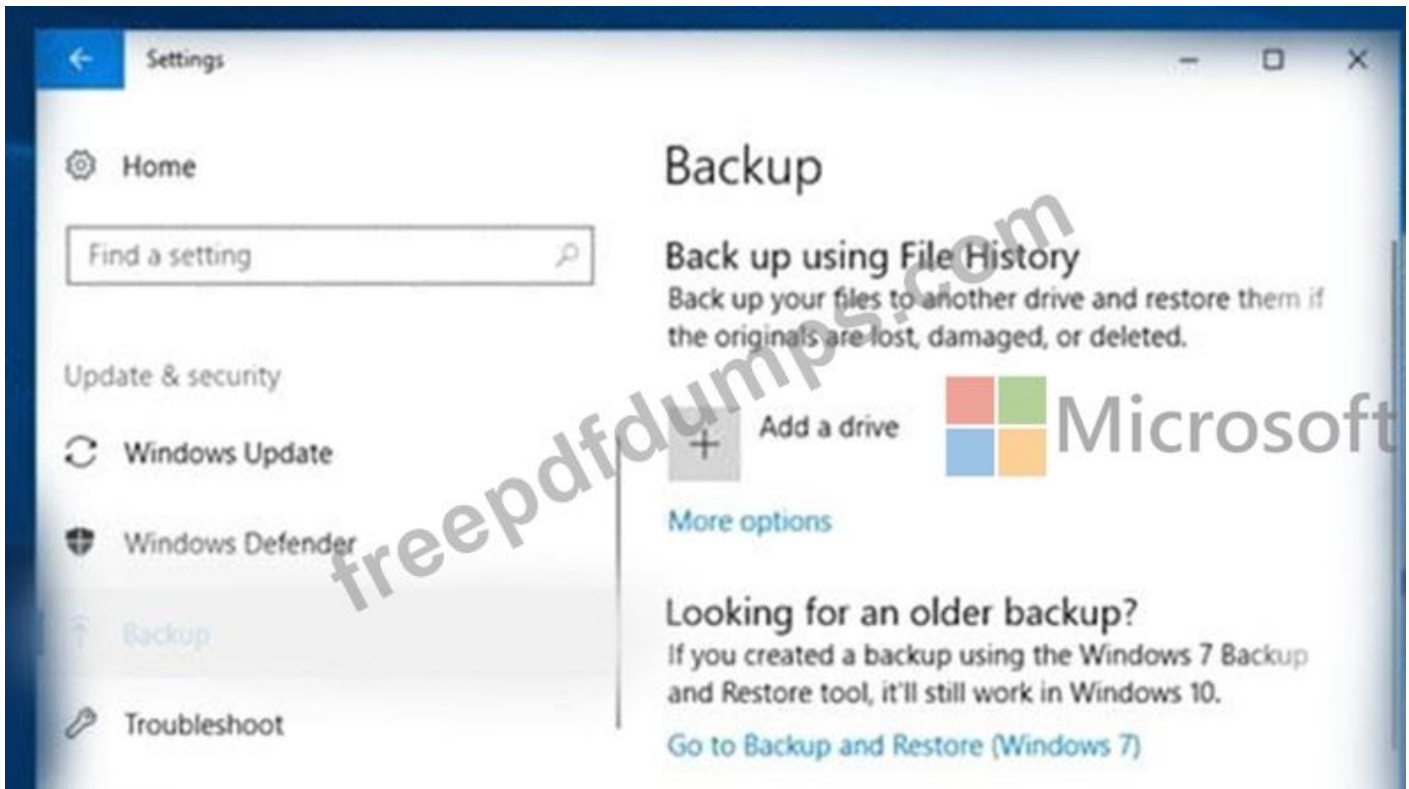 Settings
Home
Find a setting
Update & security
Windows Update
Windows Defender
Backup
Troubleshoot
Backup
Back up using File History
Back up your files to another drive and restore them if
the originals are lost, damaged, or deleted.
Add a drive
More options
Looking for an older backup?
If you created a backup using the Windows 7 Backup
and Restore tool, it'll still work in Windows 10.
Go to Backup and Restore (Windows 7)
Microsoft
freepdfdumps.com